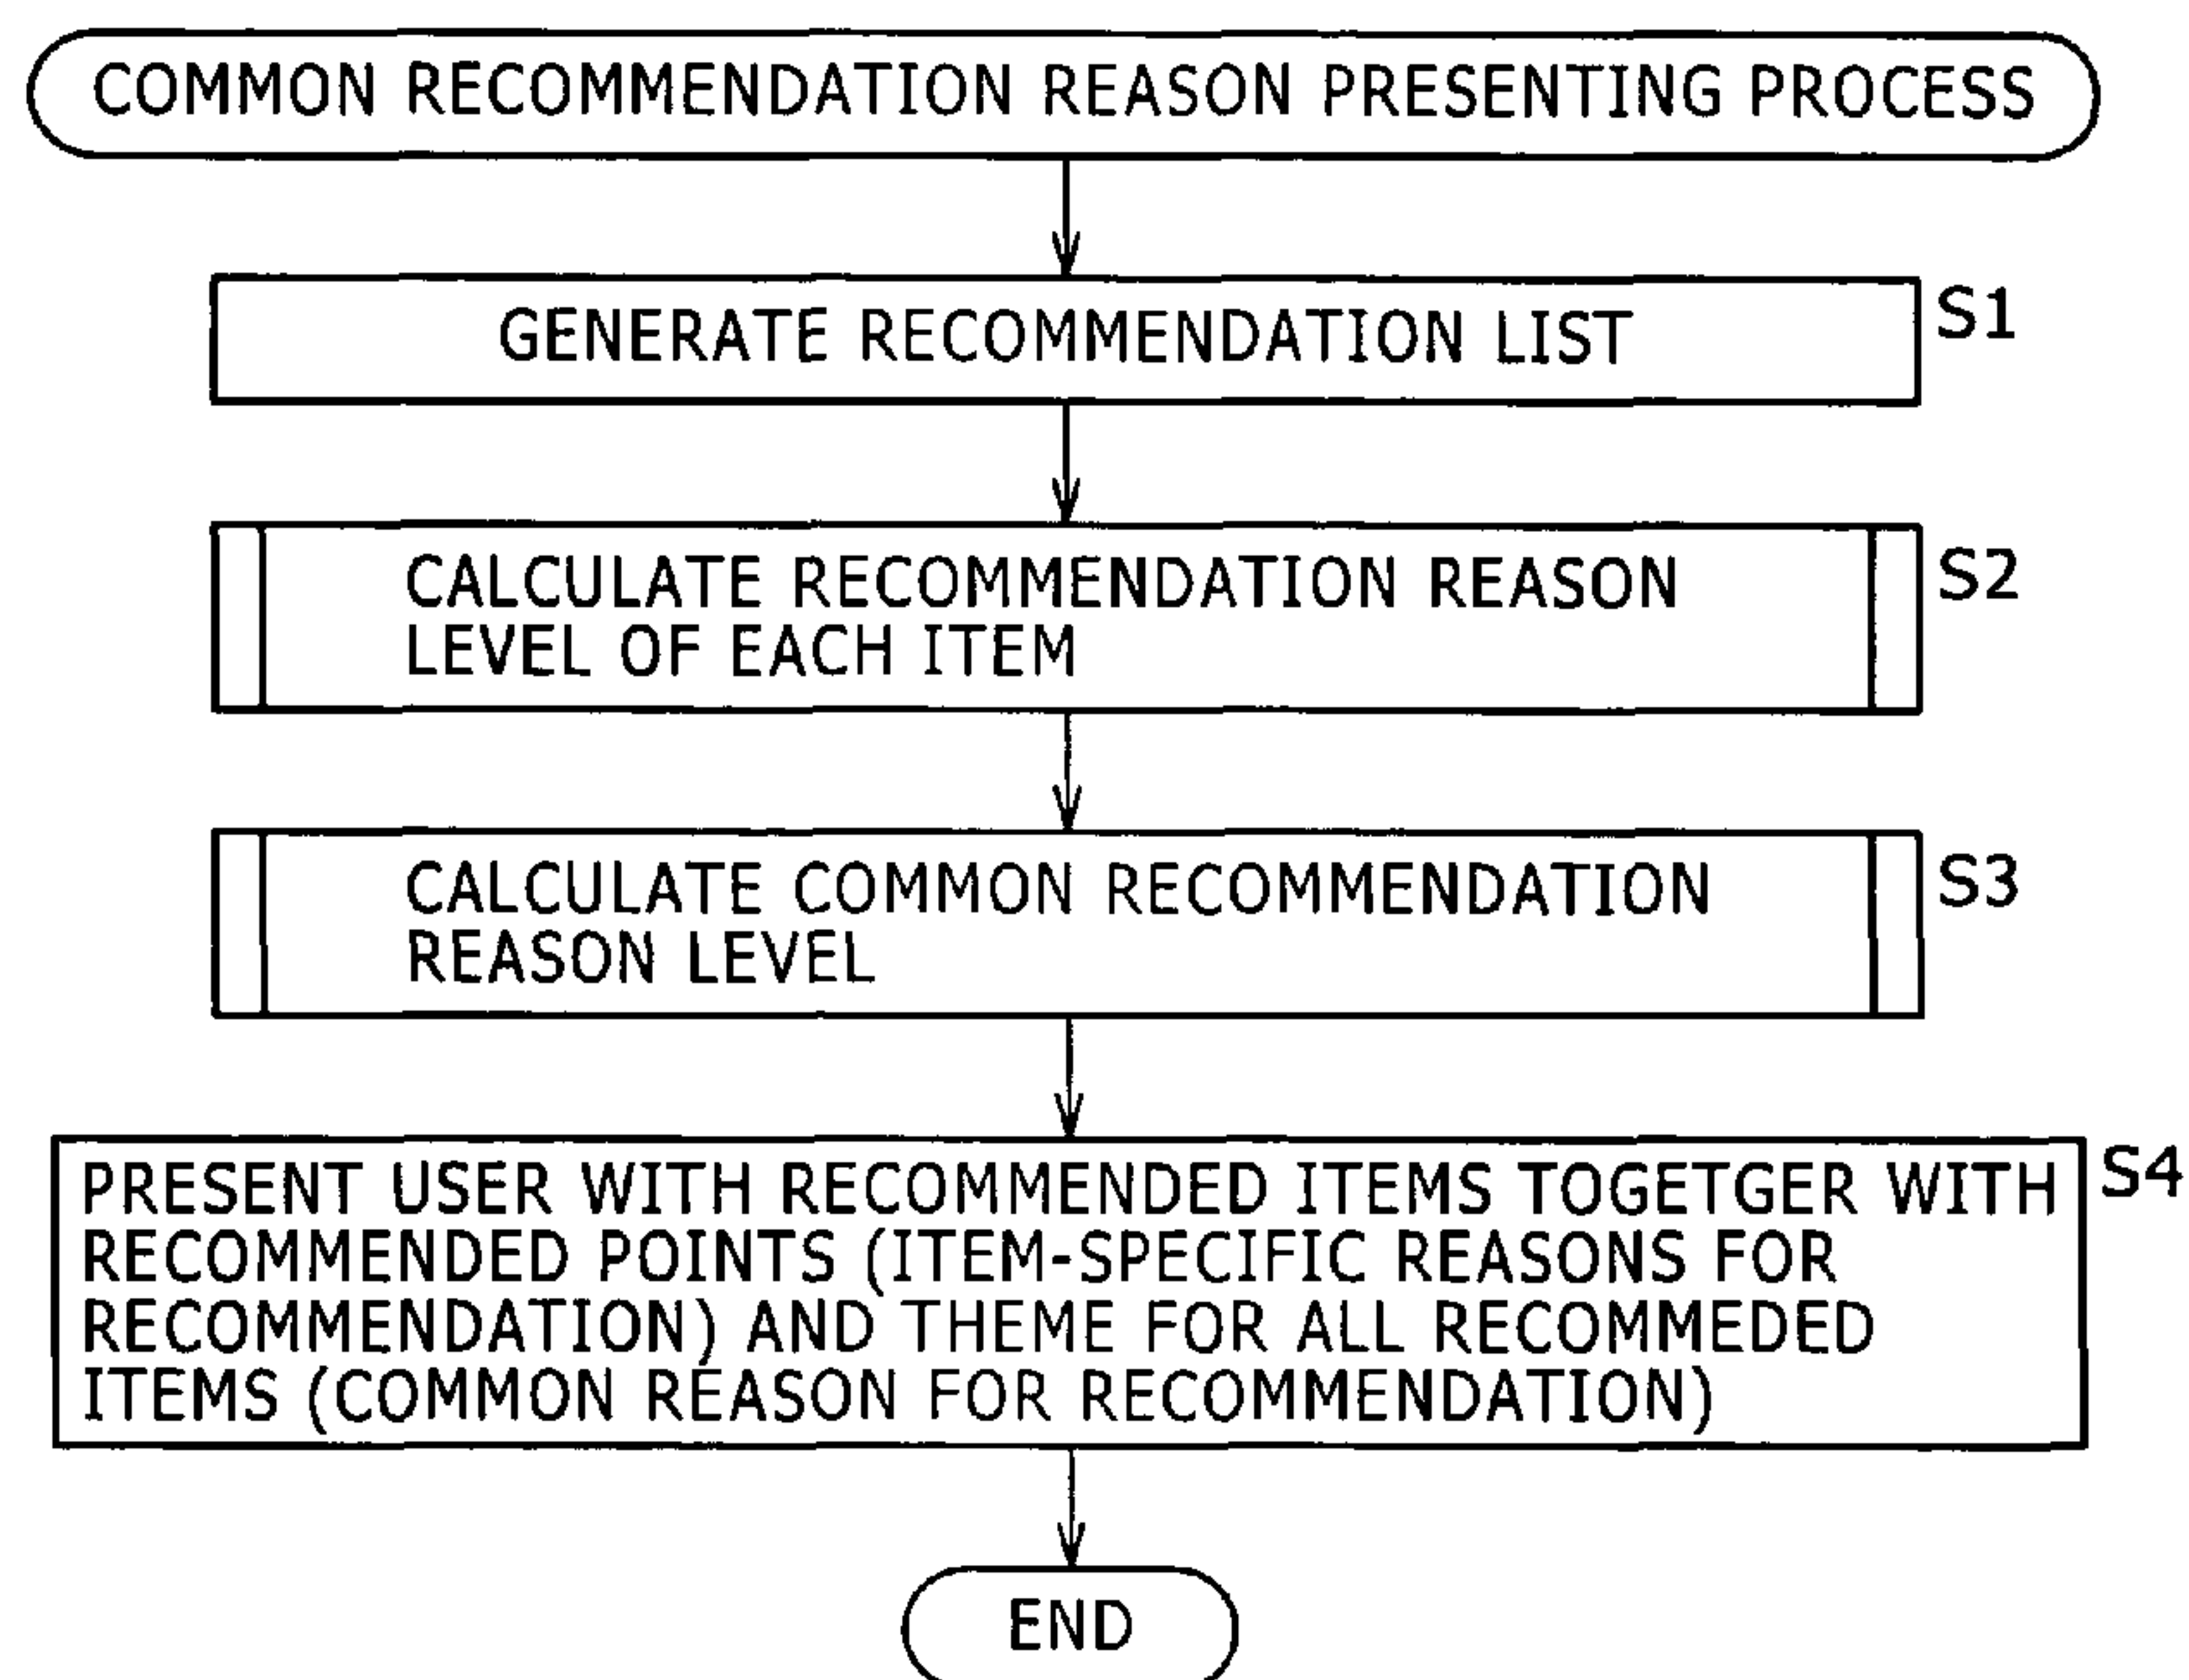 COMMON RECOMMENDATION REASON PRESENTING PROCESS
GENERATE RECOMMENDATION LIST
S1
CALCULATE RECOMMENDATION REASON
LEVEL OF EACH ITEM
S2
CALCULATE COMMON RECOMMENDATION
REASON LEVEL
S3
PRESENT USER WITH RECOMMENDED ITEMS TOGETGER WITH
RECOMMENDED POINTS (ITEM-SPECIFIC REASONS FOR
RECOMMENDATION) AND THEME FOR ALL RECOMMEDED
ITEMS (COMMON REASON FOR RECOMMENDATION)
S4
END